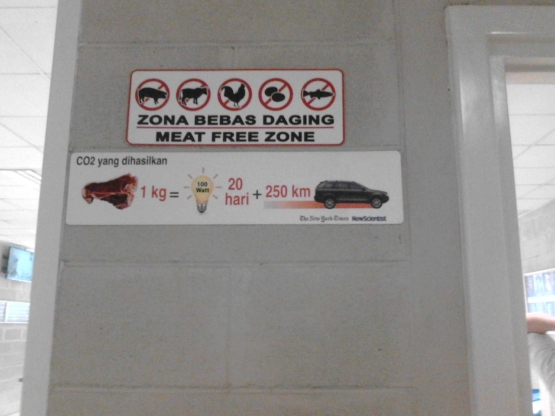 ZONA BEBAS DAGING
MEAT FREE ZONE
CO2 yang dihasilkan
1 kg = 100 Watt 20 hari + 250 km
The New York Times NewScientist